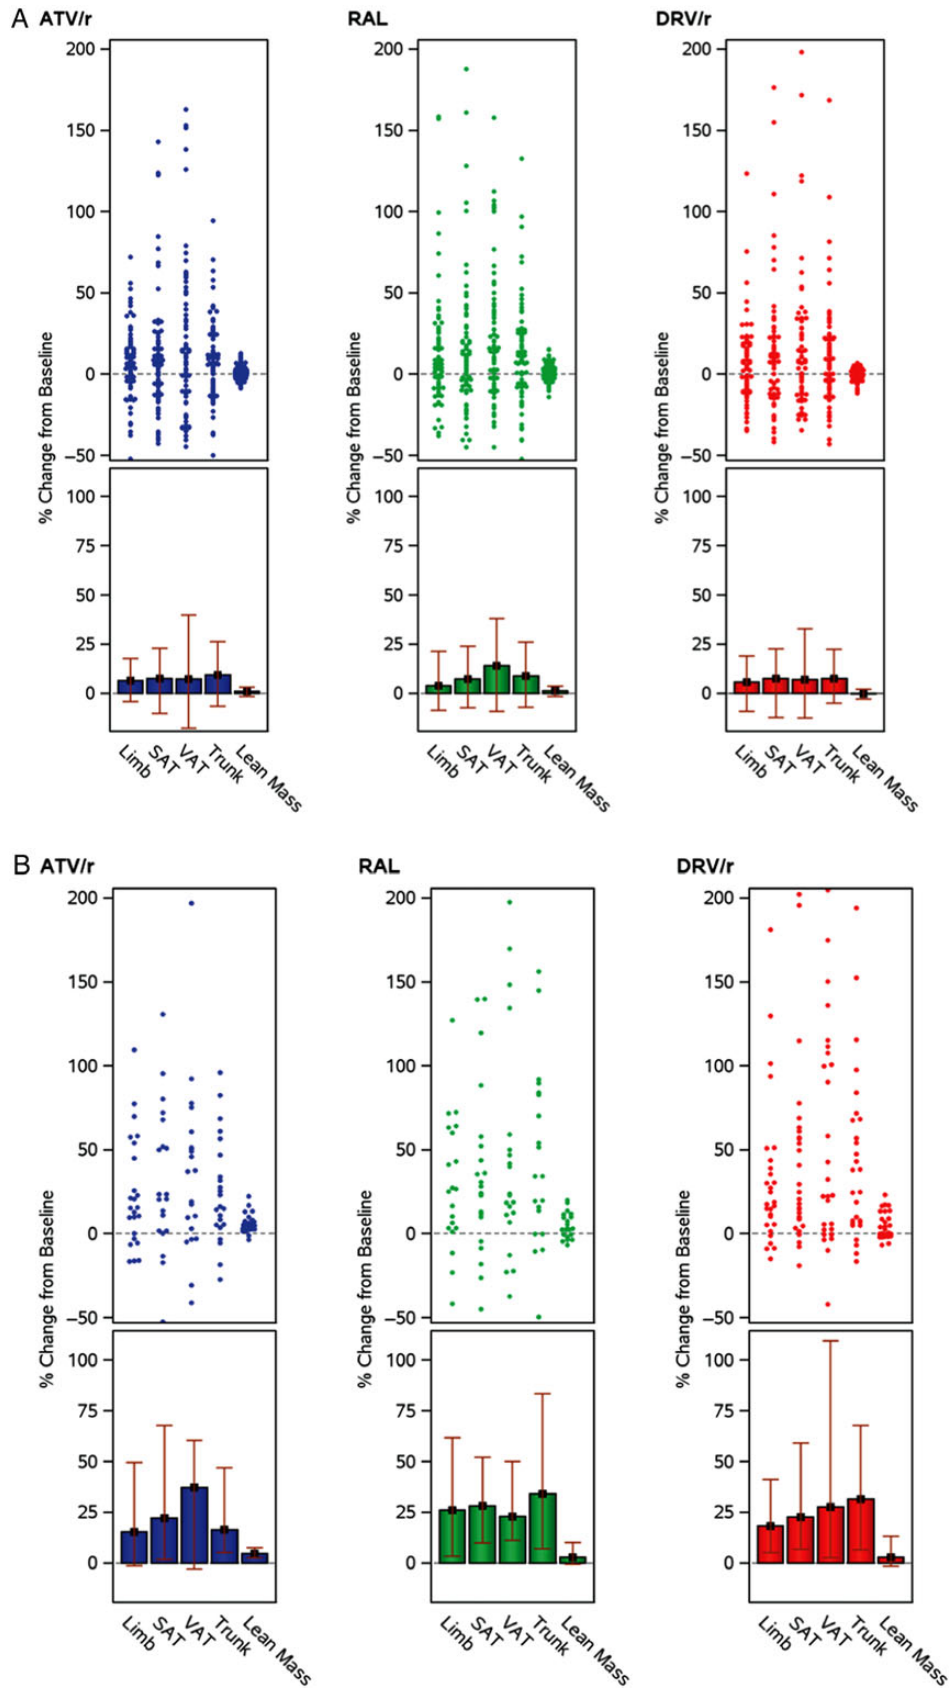 A ATV/r RAL DRV/r
200 200 200
150 150 150
100 100 100
50 50 50
0 0 0
−50 −50 −50
% Change from Baseline % Change from Baseline % Change from Baseline
100 100 100
75 75 75
50 50 50
25 25 25
0 0 0
Limb SAT VAT Trunk Lean Mass Limb SAT VAT Trunk Lean Mass Limb SAT VAT Trunk Lean Mass
B ATV/r RAL DRV/r
200 200 200
150 150 150
100 100 100
50 50 50
0 0 0
−50 −50 −50
% Change from Baseline % Change from Baseline % Change from Baseline
100 100 100
75 75 75
50 50 50
25 25 25
0 0 0
Limb SAT VAT Trunk Lean Mass Limb SAT VAT Trunk Lean Mass Limb SAT VAT Trunk Lean Mass